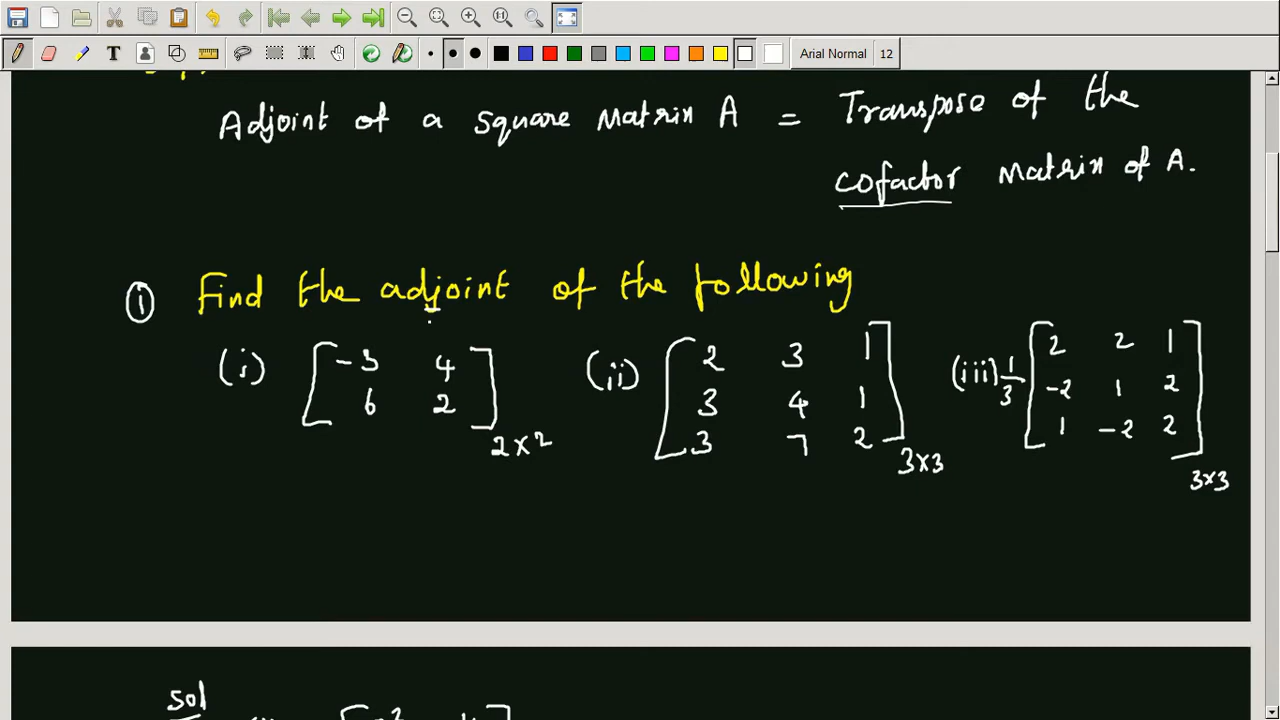 Arial Normal 12
Adjoint of a square matrix A = Transpose of the
cofactor matrix of A.
① Find the adjoint of the following
(i) [-3 4 (ii) [2 3 1] (iii) 1/3 [2 2 1]
6 2] 3 4 1 -2 1 2
2x2 3 7 2 1 -2 2
3x3 3x3
sol